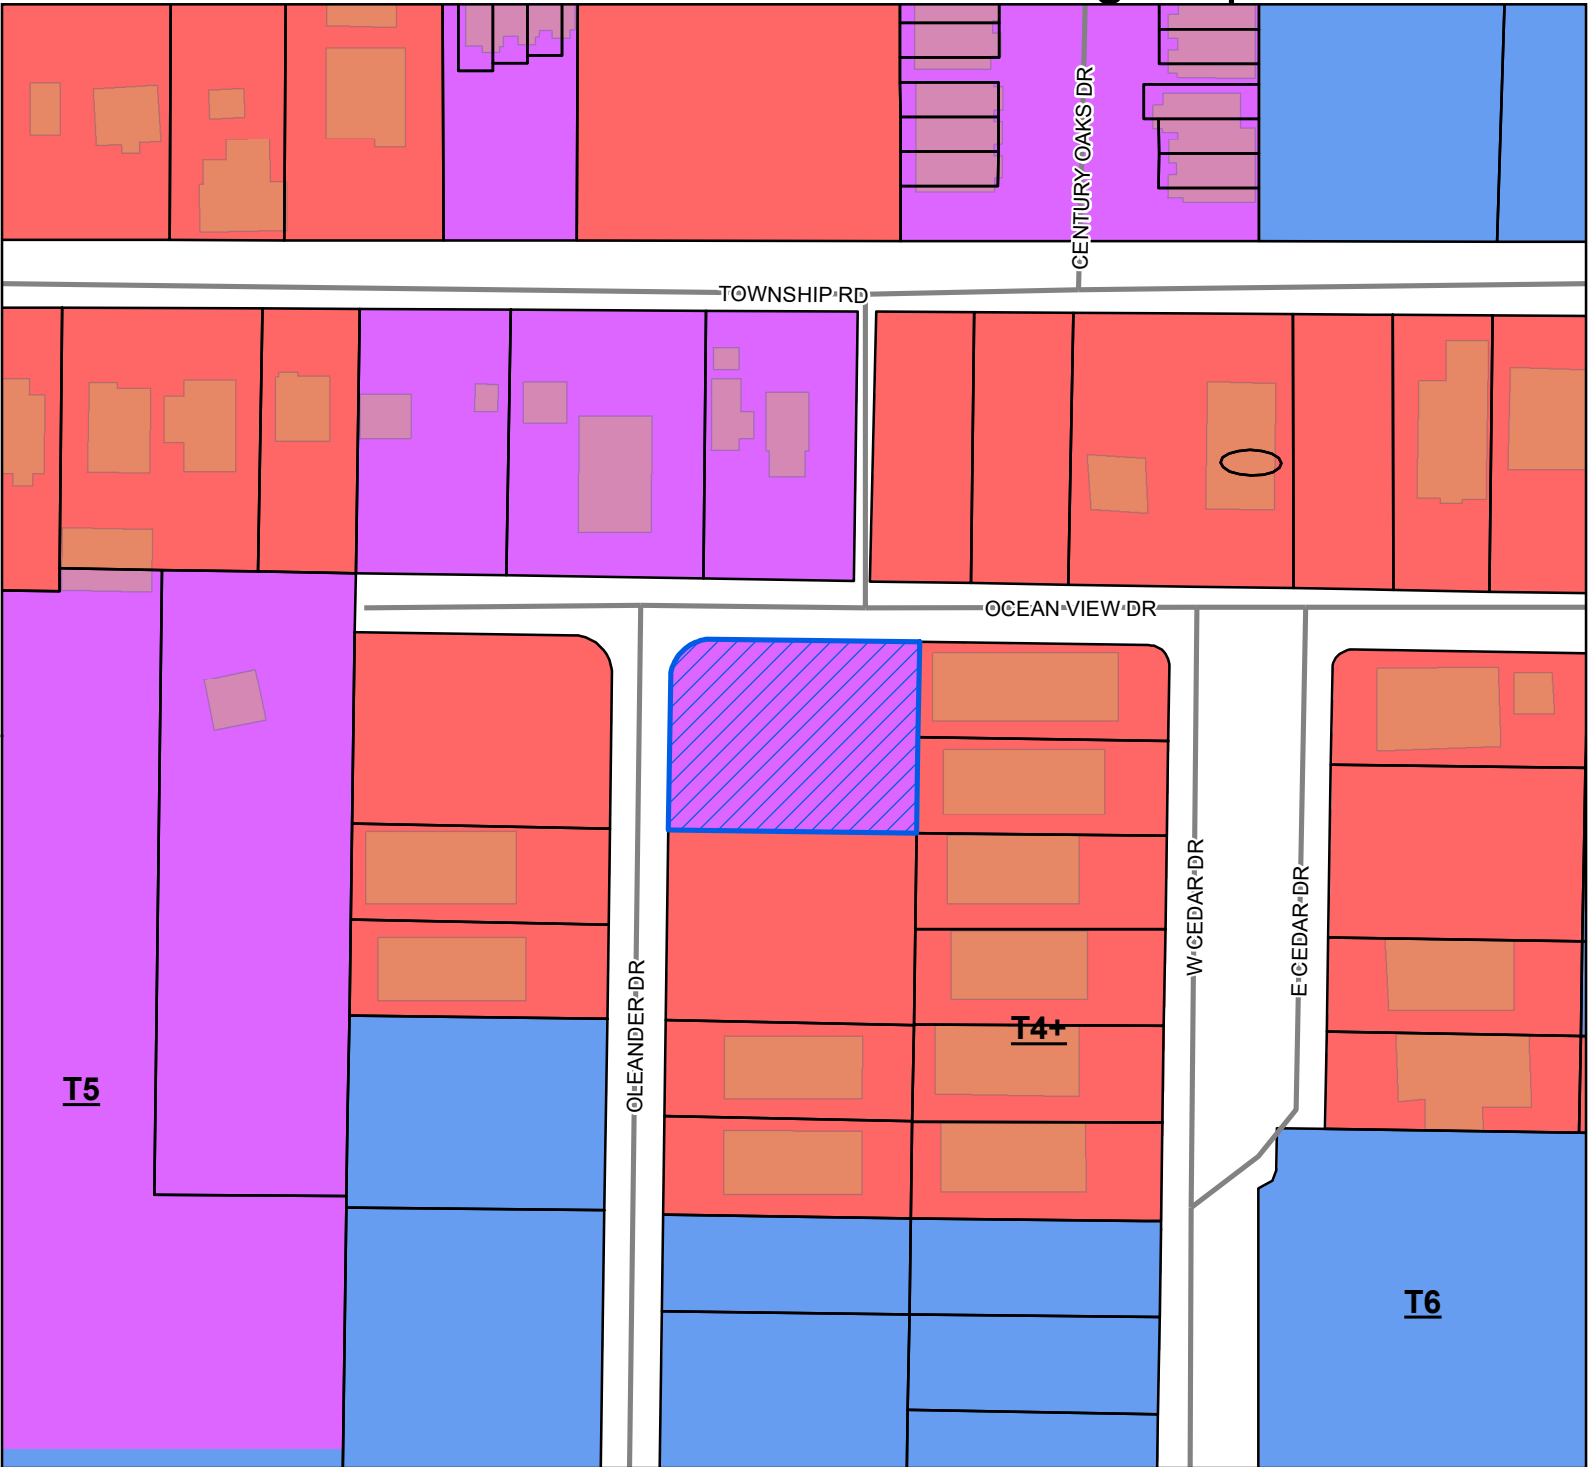 CENTURY OAKS DR
TOWNSHIP RD
OCEAN VIEW DR
W CEDAR DR
E CEDAR DR
OLEANDER DR
T4+
T5
T6